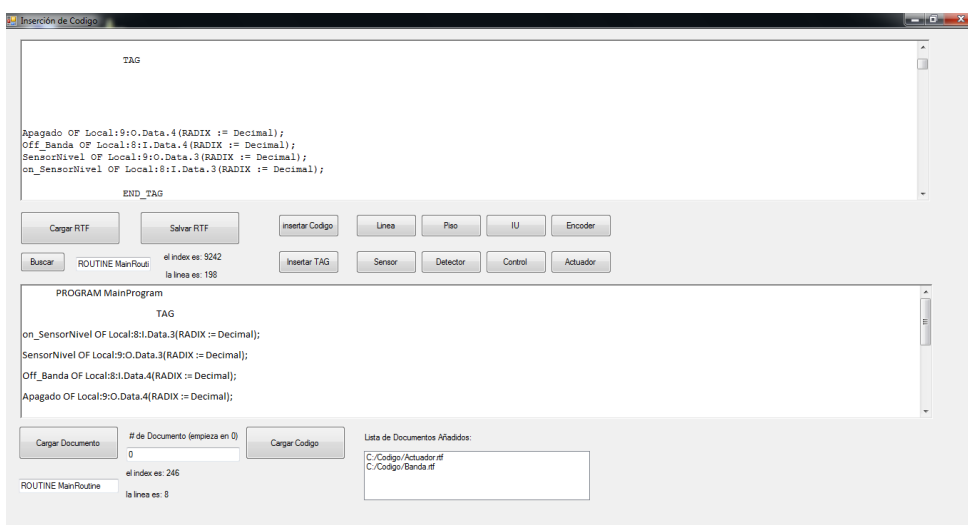 Inserción de Codigo
TAG
Apagado OF Local:9:O.Data.4(RADIX := Decimal);
Off_Banda OF Local:8:I.Data.4(RADIX := Decimal);
SensorNivel OF Local:9:O.Data.3(RADIX := Decimal);
on_SensorNivel OF Local:8:I.Data.3(RADIX := Decimal);
END_TAG
Cargar RTF
Salvar RTF
insertar Codigo
Linea
Piso
IU
Encoder
Buscar
ROUTINE MainRouti
el index es: 9242
la linea es: 198
Insertar TAG
Sensor
Detector
Control
Actuador
PROGRAM MainProgram
TAG
on_SensorNivel OF Local:8:I.Data.3(RADIX := Decimal);
SensorNivel OF Local:9:O.Data.3(RADIX := Decimal);
Off_Banda OF Local:8:I.Data.4(RADIX := Decimal);
Apagado OF Local:9:O.Data.4(RADIX := Decimal);
Cargar Documento
# de Documento (empieza en 0)
0
Cargar Codigo
Lista de Documentos Añadidos:
C:/Codigo/Actuador.rtf
C:/Codigo/Banda.rtf
el index es: 246
ROUTINE MainRoutine
la linea es: 8